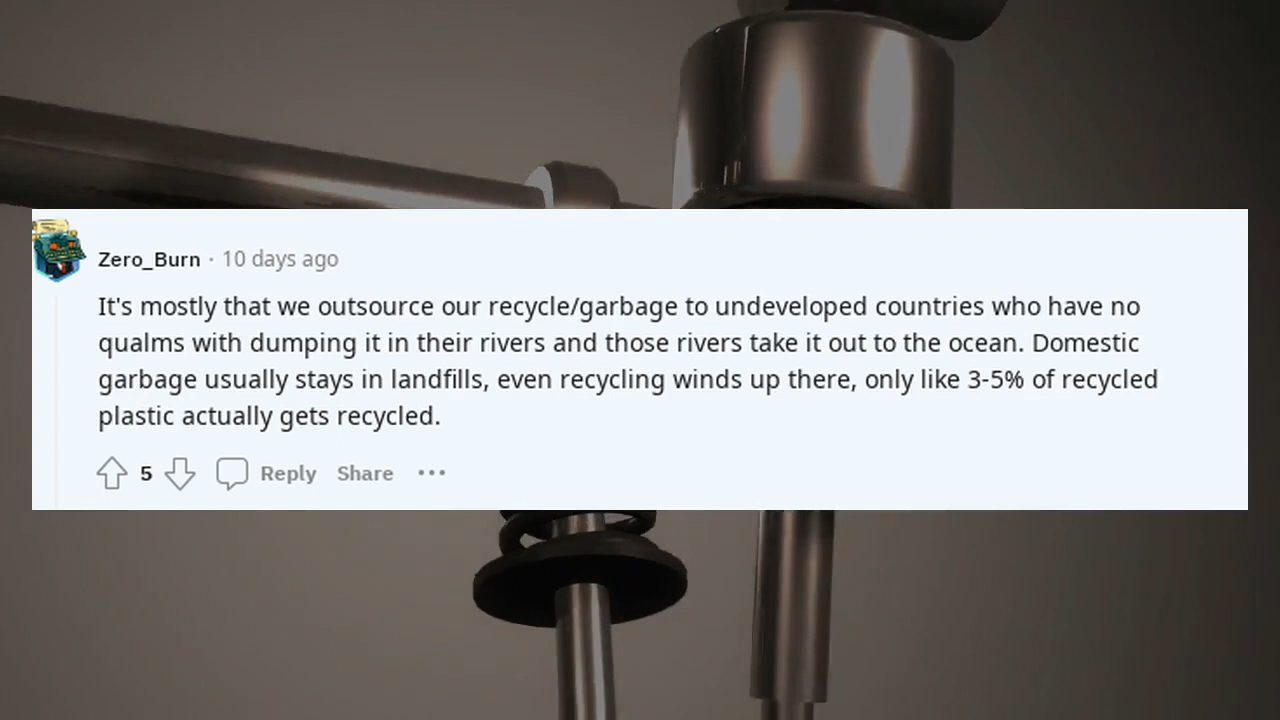 Zero_Burn · 10 days ago
It's mostly that we outsource our recycle/garbage to undeveloped countries who have no
qualms with dumping it in their rivers and those rivers take it out to the ocean. Domestic
garbage usually stays in landfills, even recycling winds up there, only like 3-5% of recycled
plastic actually gets recycled.
5 Reply Share ···